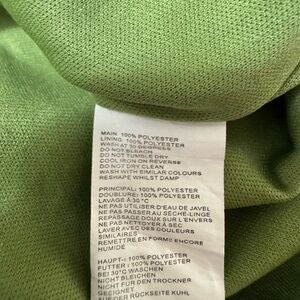 MAIN 100% POLYESTER
LINING: 100% POLYESTER
WASH AT 30 DEGREES
DO NOT BLEACH
DO NOT TUMBLE DRY
COOL IRON ON REVERSE
DO NOT DRY CLEAN
WASH WITH SIMILAR COLOURS
RESHAPE WHILST DAMP
PRINCIPAL: 100% POLYESTER
DOUBLURE: 100% POLYESTER
LAVAGE À 30°C
NE PAS UTILISER D'EAU DE JAVEL
NE PAS PASSER AU SÈCHE-LINGE
REPASSAGE DOUX SUR L'ENVERS
NE PAS NETTOYER À SEC
LAVER AVEC DES COULEURS
SIMILAIRES
REMETTRE EN FORME ENCORE
HUMIDE
HAUPT-: 100% POLYESTER
FUTTER: 100% POLYESTER
BEI 30°C WASCHEN
NICHT BLEICHEN
NICHT FÜR DEN TROCKNER
GEEIGNET
AUF DER RÜCKSEITE KÜHL